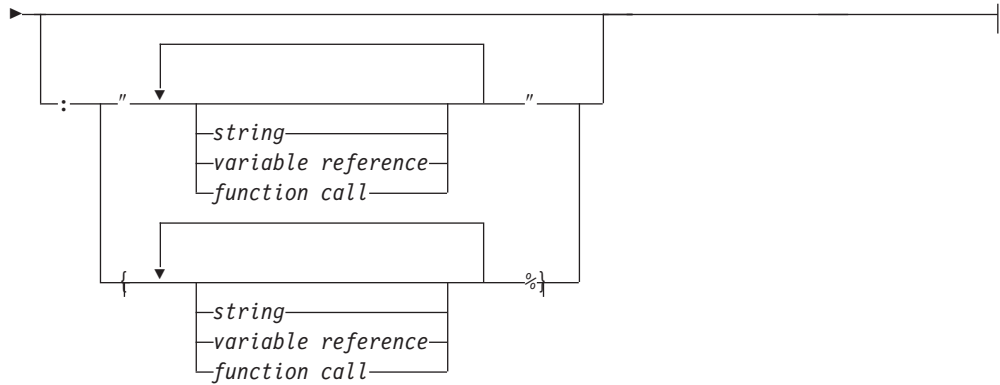 : " "
string
variable reference
function call
{ %}
string
variable reference
function call